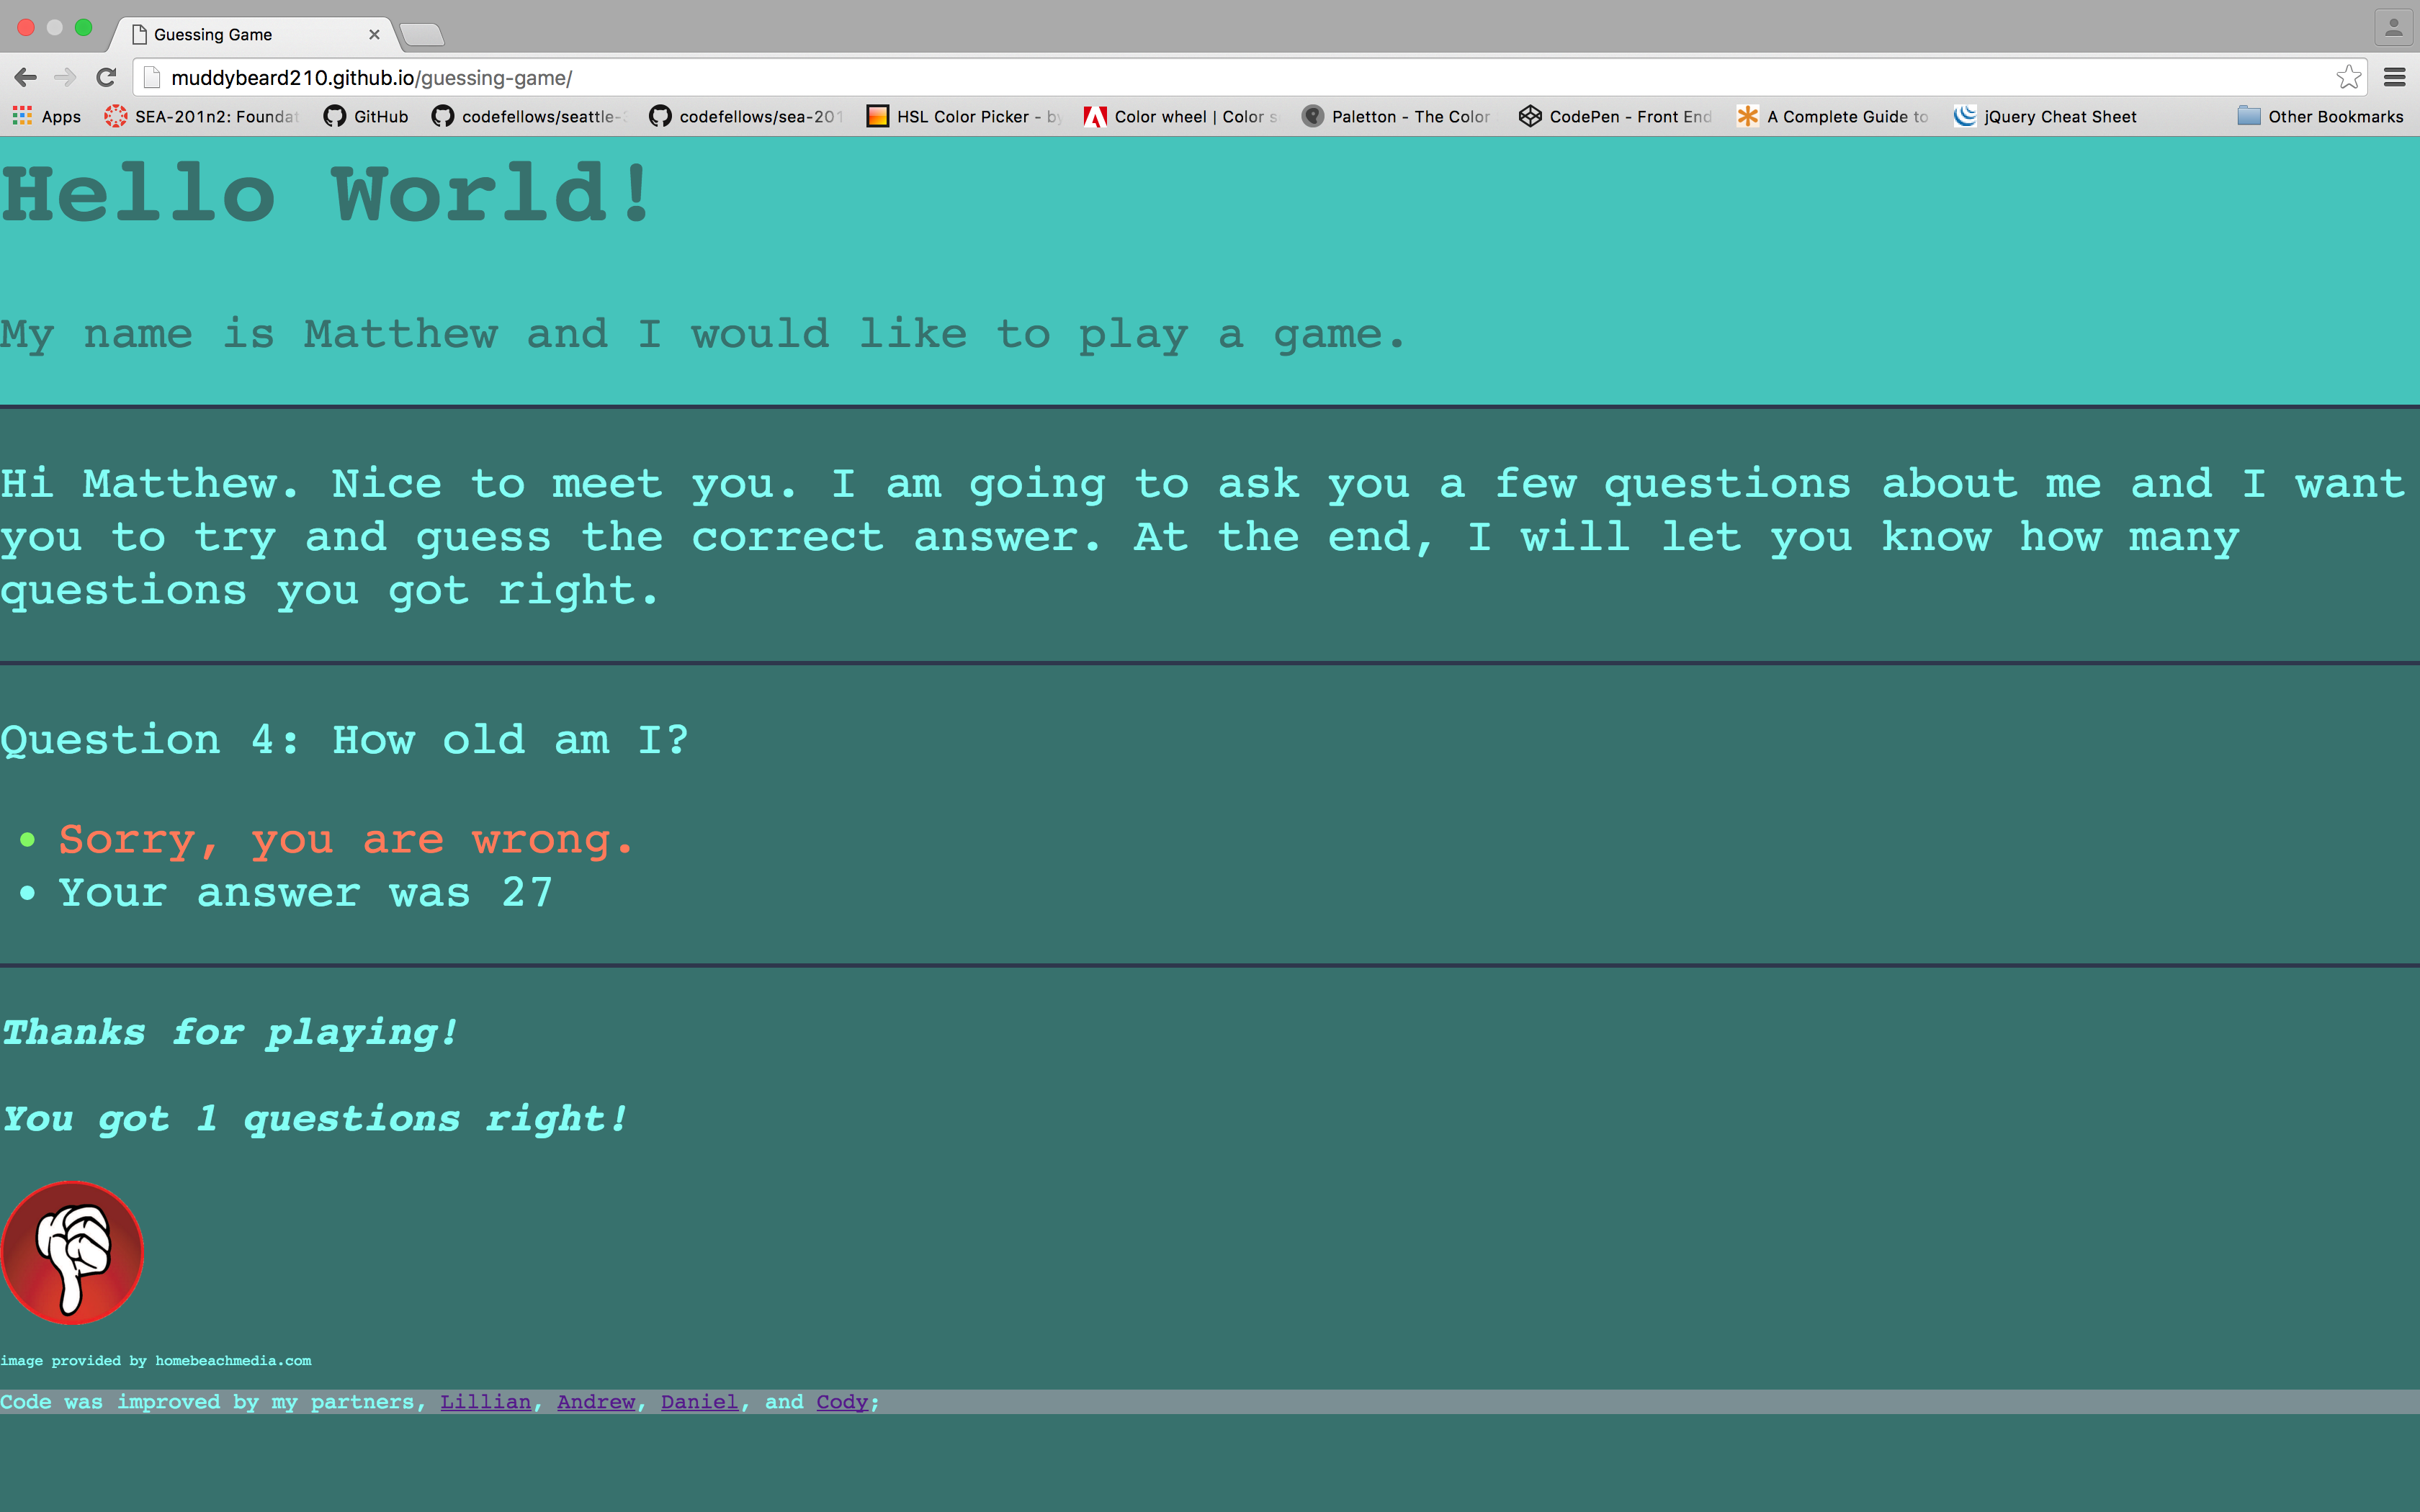 Guessing Game
muddybeard210.github.io/guessing-game/
Apps SEA-201n2: Foundat GitHub codefellows/seattle- codefellows/sea-201 HSL Color Picker - by Color wheel | Color s Paletton - The Color CodePen - Front End A Complete Guide to jQuery Cheat Sheet Other Bookmarks
Hello World!
My name is Matthew and I would like to play a game.
Hi Matthew. Nice to meet you. I am going to ask you a few questions about me and I want
you to try and guess the correct answer. At the end, I will let you know how many
questions you got right.
Question 4: How old am I?
• Sorry, you are wrong.
• Your answer was 27
Thanks for playing!
You got 1 questions right!
image provided by homebeachmedia.com
Code was improved by my partners, Lillian, Andrew, Daniel, and Cody;